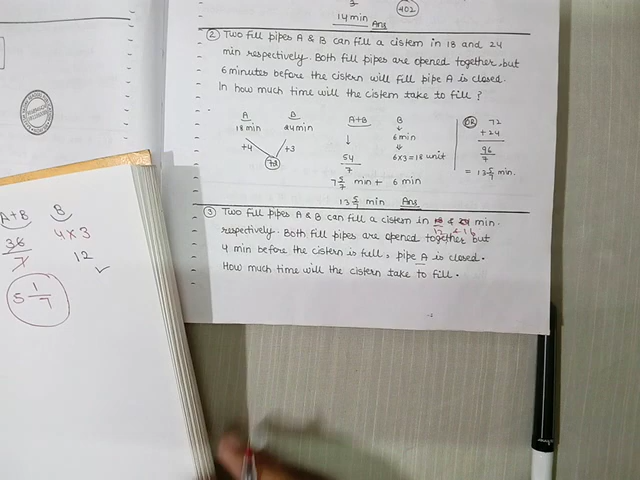 402
14 min Ans
② Two fill pipes A & B can fill a cistern in 18 and 24
min respectively. Both fill pipes are opened together, but
6 minutes before the cistern will fill pipe A is closed.
In how much time will the cistern take to fill ?
A B A+B B OR 72
18 min 24 min ↓ ↓ + 24
+4 +3 54/7 6 min 96/7
72 ↓
6x3 = 18 unit = 13 5/7 min.
7 5/7 min + 6 min
13 5/7 min Ans
③ Two fill pipes A & B can fill a cistern in 18 & 24 min.
12 & 16
respectively. Both fill pipes are opened together but
4 min before the cistern is full, pipe A is closed.
How much time will the cistern take to fill.
A+B B
36/7 4x3
12
5 1/7